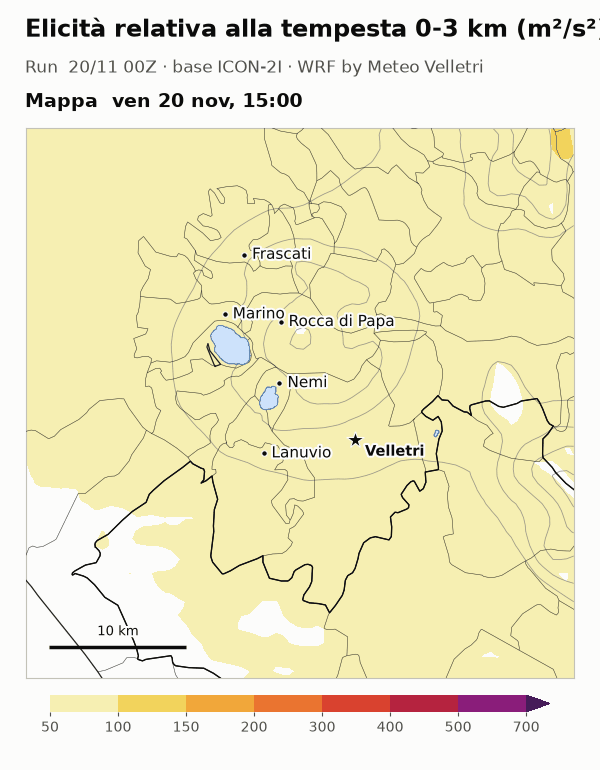 Elicità relativa alla tempesta 0-3 km (m²/s²)
Run 20/11 00Z · base ICON-2I · WRF by Meteo Velletri
Mappa ven 20 nov, 15:00
Frascati
Marino
Rocca di Papa
Nemi
Velletri
Lanuvio
10 km
50 100 150 200 300 400 500 700